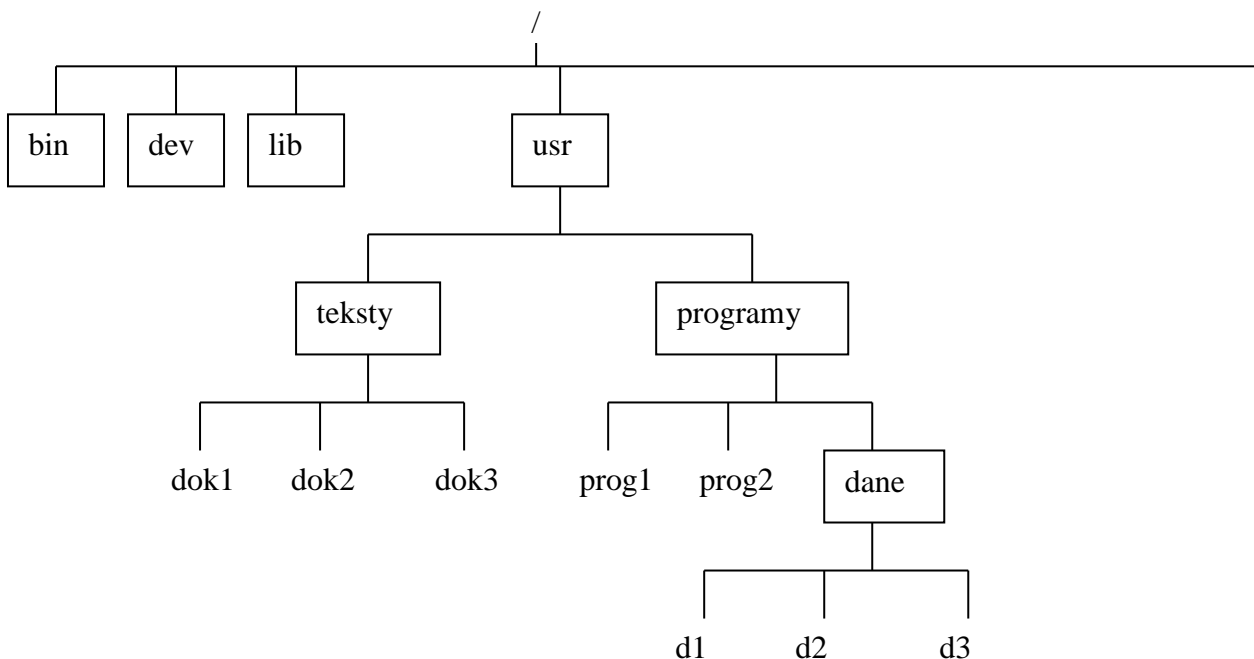 /
bin dev lib usr
teksty programy
dok1 dok2 dok3 prog1 prog2 dane
d1 d2 d3